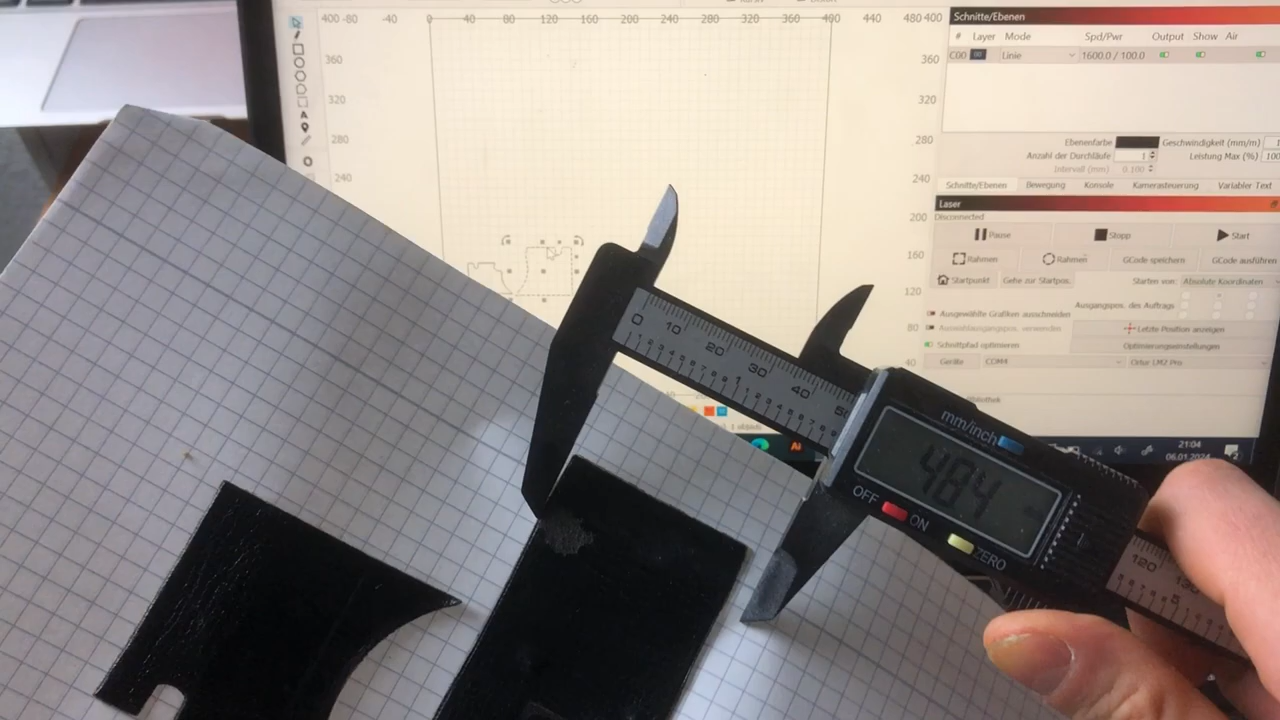 400 -80 -40 0 40 80 120 160 200 240 280 320 360 400 440 480 400
Schnitte/Ebenen
# Layer Mode Spd/Pwr Output Show Air
C00 Linie 1600.0 / 100.0
360 360
320 320
280 280
240 240
200
160
120
80
40
Ebenenfarbe Geschwindigkeit (mm/m)
Anzahl der Durchläufe 1 Leistung Max (%) 100
Intervall (mm) 0.100
Schnitte/Ebenen Bewegung Konsole Kamerasteuerung Variabler Text
Laser
Disconnected
Pause Stopp Start
Rahmen Rahmen GCode speichern GCode ausführen
Startpunkt Gehe zur Startpos. Starten von: Absolute Koordinaten
Ausgangspos. des Auftrags
Ausgewählte Grafiken ausschneiden
Auswahlausgangspos. verwenden Letzte Position anzeigen
Schnittpfad optimieren Optimierungseinstellungen
Geräte COM4 Ortur LM2 Pro
Ai
21:04
06.01.2024
0 10 20 30 40
mm/inch
484
OFF ON
ZERO
120